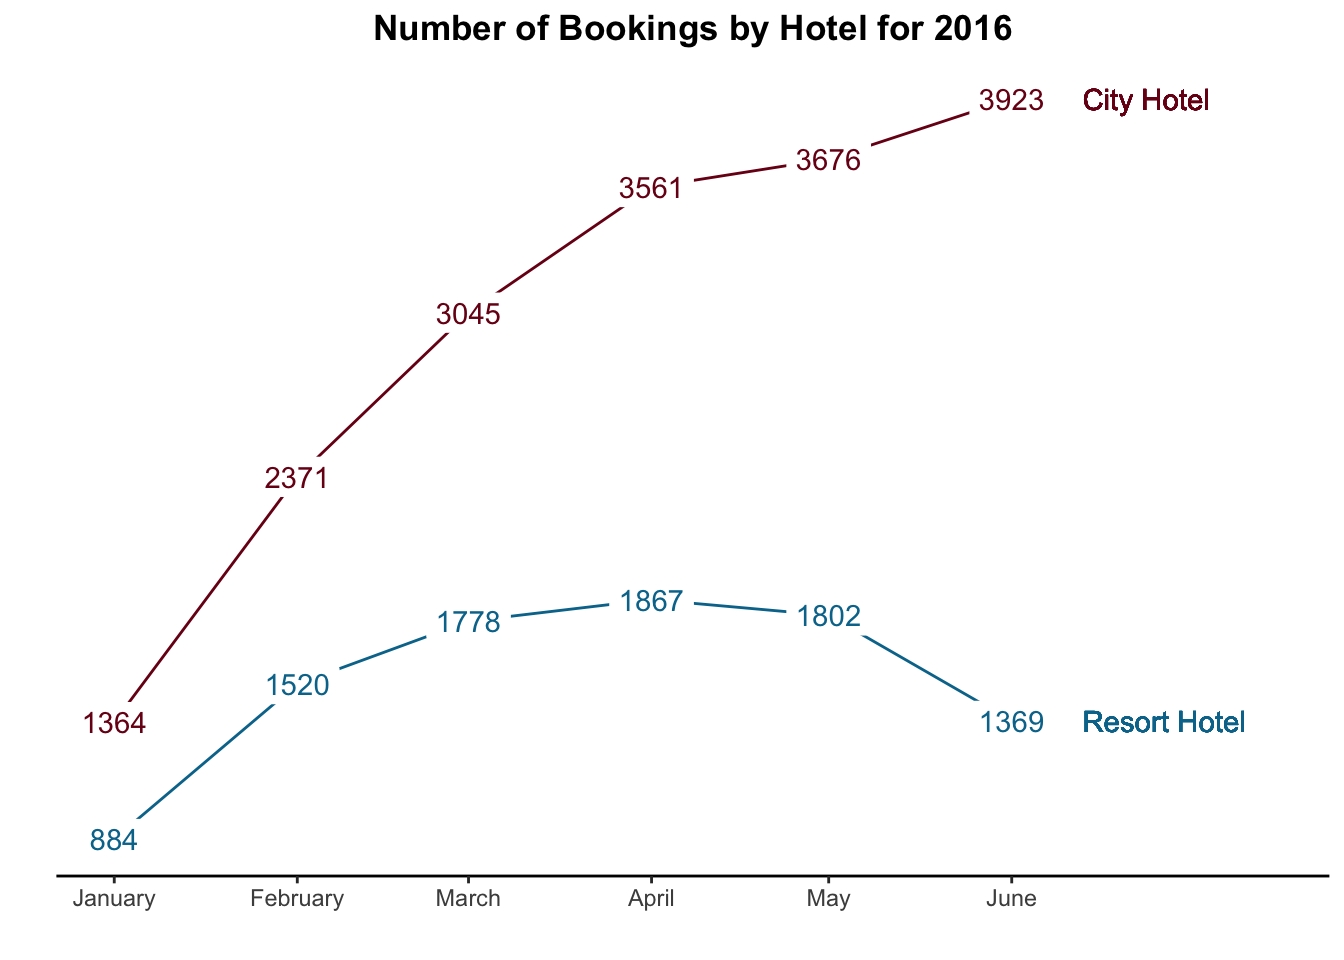 Number of Bookings by Hotel for 2016
3923 City Hotel
3676
3561
3045
2371
1867
1802
1778
1520
1364
1369 Resort Hotel
884
January February March April May June